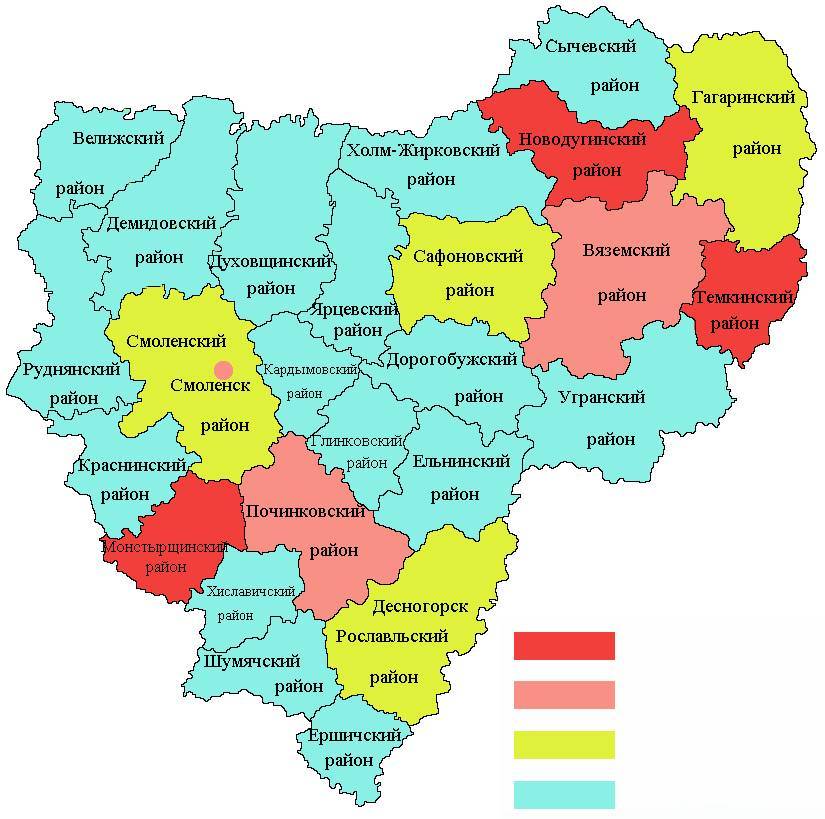 Сычевский
район
Гагаринский
район
Новодугинский
район
Велижский
район
Холм-Жирковский
район
Демидовский
район
Духовщинский
район
Сафоновский
район
Вяземский
район
Темкинский
район
Ярцевский
район
Смоленский
Смоленск
район
Руднянский
район
Кардымовский
район
Дорогобужский
район
Угранский
район
Глинковский
район
Ельнинский
район
Краснинский
район
Починковский
район
Монстырщинский
район
Хиславичский
район
Десногорск
Рославльский
район
Шумячский
район
Ершичский
район